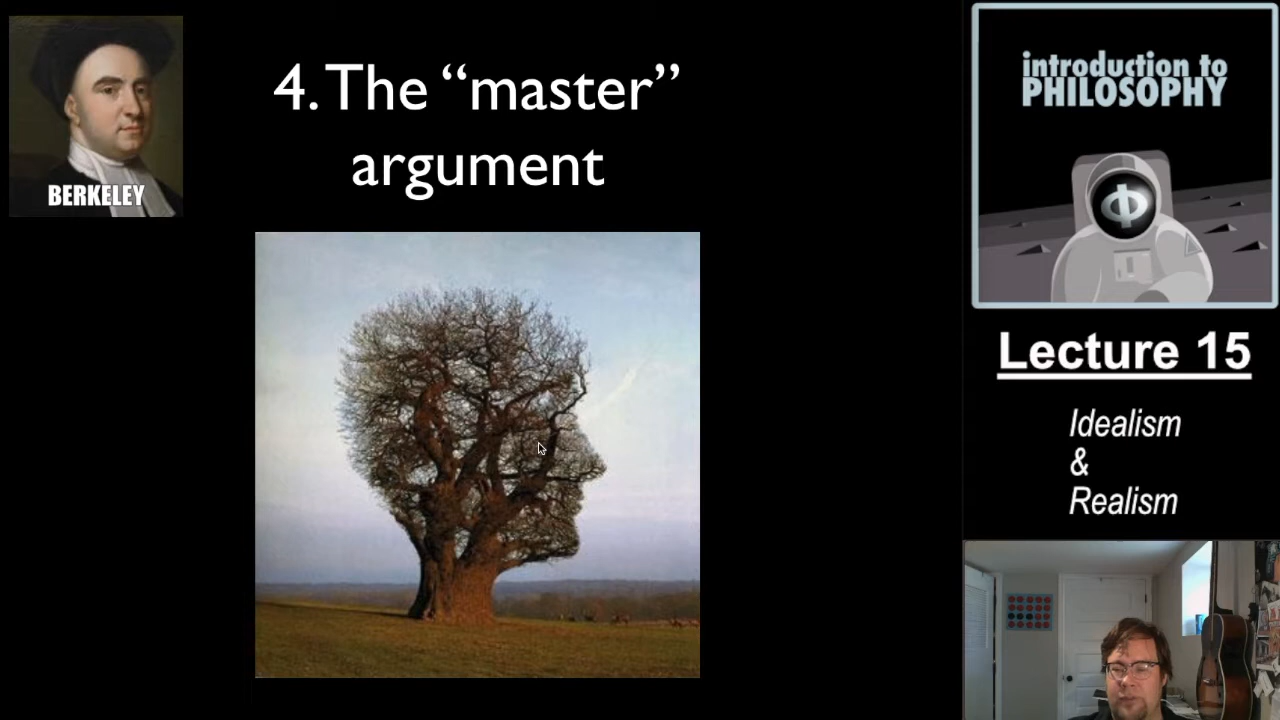 BERKELEY
4. The “master”
argument
introduction to
PHILOSOPHY
Φ
Lecture 15
Idealism
&
Realism